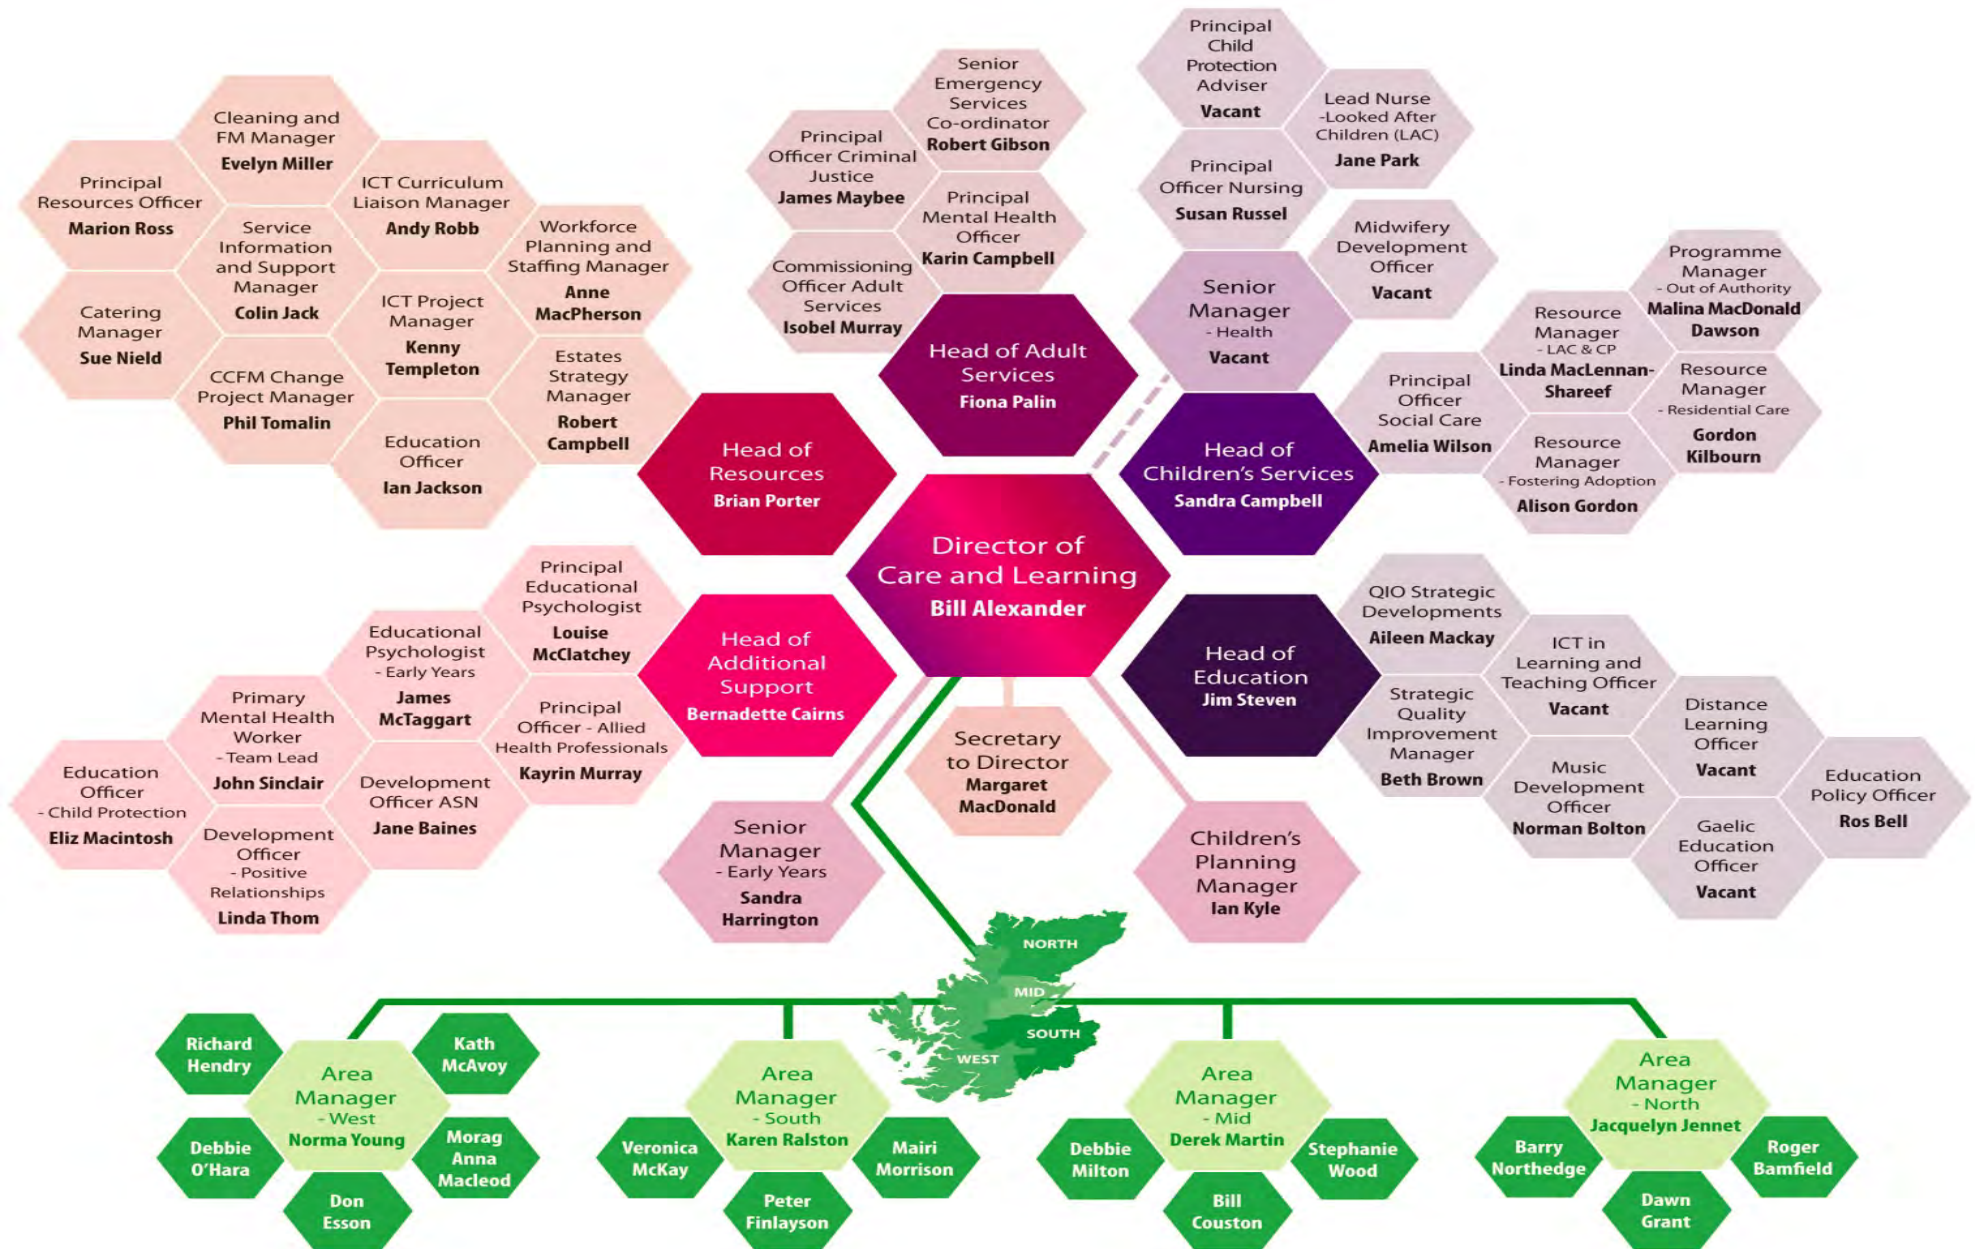 Cleaning and
FM Manager
Evelyn Miller
Principal
Resources Officer
Marion Ross
ICT Curriculum
Liaison Manager
Andy Robb
Service
Information
and Support
Manager
Colin Jack
Workforce
Planning and
Staffing Manager
Anne
MacPherson
Catering
Manager
Sue Nield
ICT Project
Manager
Kenny
Templeton
CCFM Change
Project Manager
Phil Tomalin
Estates
Strategy
Manager
Robert
Campbell
Education
Officer
Ian Jackson
Head of
Resources
Brian Porter
Senior
Emergency
Services
Co-ordinator
Robert Gibson
Principal
Officer Criminal
Justice
James Maybee
Principal
Mental Health
Officer
Karin Campbell
Commissioning
Officer Adult
Services
Isobel Murray
Head of Adult
Services
Fiona Palin
Principal
Child
Protection
Adviser
Vacant
Lead Nurse
-Looked After
Children (LAC)
Jane Park
Principal
Officer Nursing
Susan Russel
Midwifery
Development
Officer
Vacant
Senior
Manager
- Health
Vacant
Programme
Manager
- Out of Authority
Malina MacDonald
Dawson
Resource
Manager
- LAC & CP
Linda MacLennan-
Shareef
Principal
Officer
Social Care
Amelia Wilson
Resource
Manager
- Residential Care
Gordon
Kilbourn
Resource
Manager
- Fostering Adoption
Alison Gordon
Head of
Children's Services
Sandra Campbell
Director of
Care and Learning
Bill Alexander
Principal
Educational
Psychologist
Louise
McClatchey
Educational
Psychologist
- Early Years
James
McTaggart
Primary
Mental Health
Worker
- Team Lead
John Sinclair
Principal
Officer - Allied
Health Professionals
Kayrin Murray
Education
Officer
- Child Protection
Eliz Macintosh
Development
Officer ASN
Jane Baines
Development
Officer
- Positive
Relationships
Linda Thom
Head of
Additional
Support
Bernadette Cairns
Head of
Education
Jim Steven
QIO Strategic
Developments
Aileen Mackay
ICT in
Learning and
Teaching Officer
Vacant
Strategic
Quality
Improvement
Manager
Beth Brown
Distance
Learning
Officer
Vacant
Music
Development
Officer
Norman Bolton
Education
Policy Officer
Ros Bell
Gaelic
Education
Officer
Vacant
Secretary
to Director
Margaret
MacDonald
Senior
Manager
- Early Years
Sandra
Harrington
Children's
Planning
Manager
Ian Kyle
NORTH
MID
SOUTH
WEST
Richard
Hendry
Kath
McAvoy
Area
Manager
- West
Norma Young
Debbie
O'Hara
Morag
Anna
Macleod
Don
Esson
Area
Manager
- South
Karen Ralston
Veronica
McKay
Mairi
Morrison
Peter
Finlayson
Area
Manager
- Mid
Derek Martin
Debbie
Milton
Stephanie
Wood
Bill
Couston
Area
Manager
- North
Jacquelyn Jennet
Barry
Northedge
Roger
Bamfield
Dawn
Grant